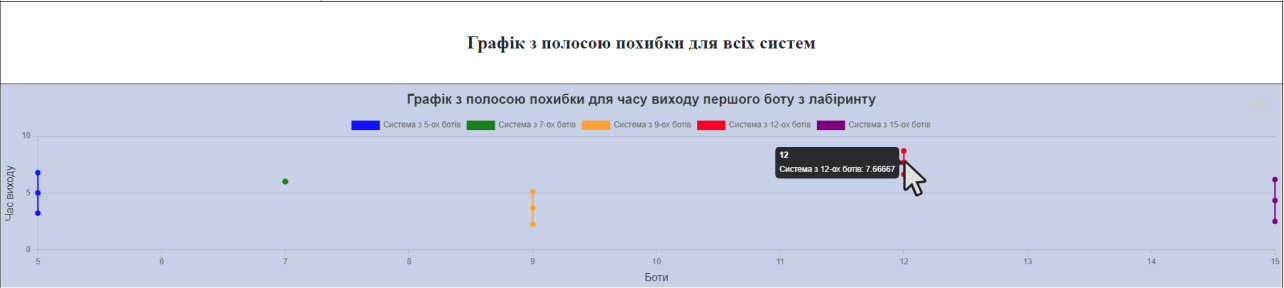 Графік з полосою похибки для всіх систем
Графік з полосою похибки для часу виходу першого боту з лабіринту
Система з 5-ох ботів Система з 7-ох ботів Система з 9-ох ботів Система з 12-ох ботів Система з 15-ох ботів
10
12
Система з 12-ох ботів: 7.66667
Час виходу
5
0
5 6 7 8 9 10 11 12 13 14 15
Боти